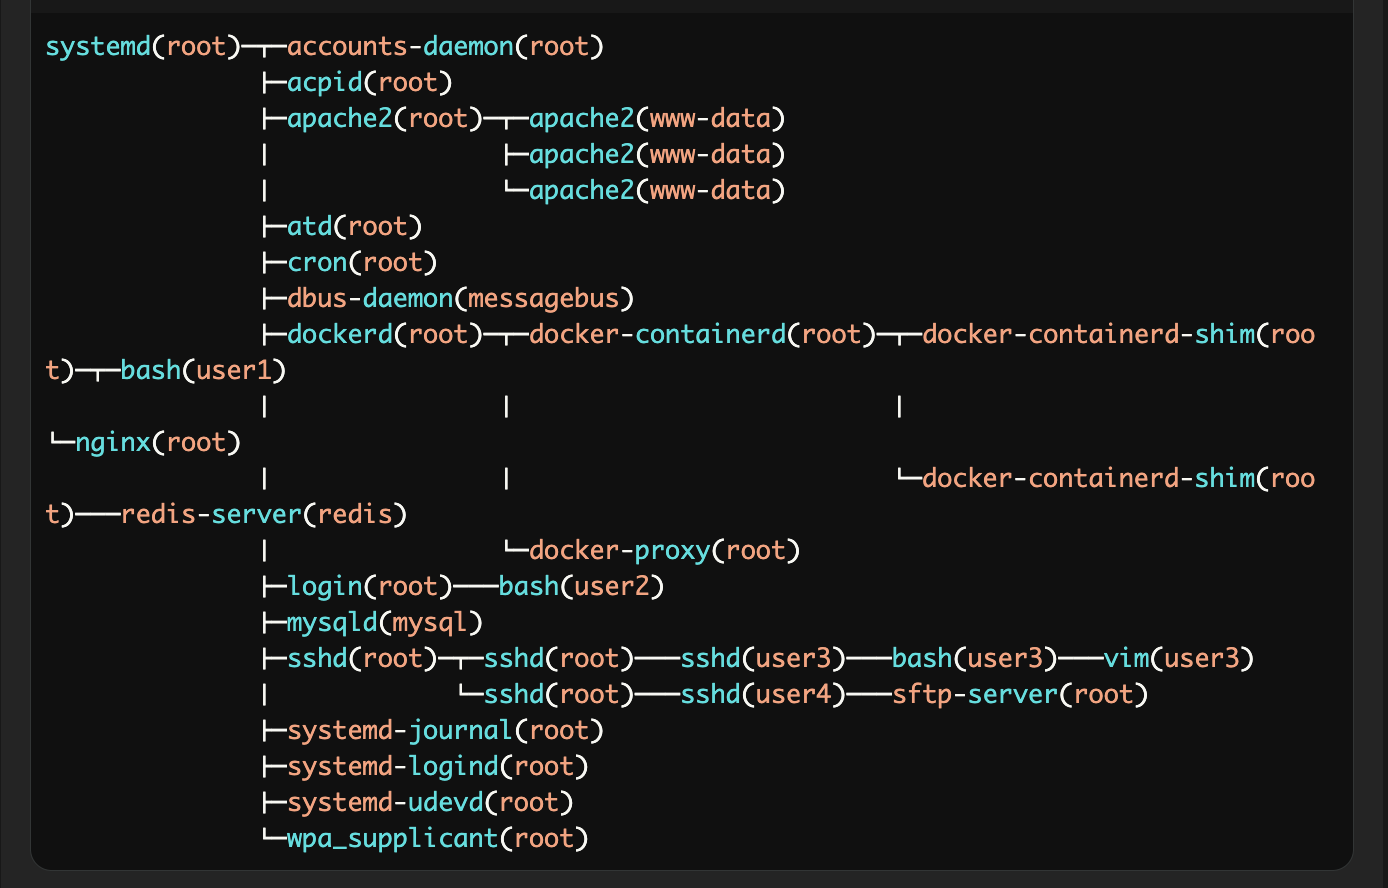 systemd(root)─┬─accounts-daemon(root)
              ├─acpid(root)
              ├─apache2(root)─┬─apache2(www-data)
              |               ├─apache2(www-data)
              |               └─apache2(www-data)
              ├─atd(root)
              ├─cron(root)
              ├─dbus-daemon(messagebus)
              ├─dockerd(root)─┬─docker-containerd(root)─┬─docker-containerd-shim(roo
t)─┬─bash(user1)
              |               |                         |
└─nginx(root)
              |               |                         └─docker-containerd-shim(roo
t)───redis-server(redis)
              |               └─docker-proxy(root)
              ├─login(root)───bash(user2)
              ├─mysqld(mysql)
              ├─sshd(root)─┬─sshd(root)───sshd(user3)───bash(user3)───vim(user3)
              |            └─sshd(root)───sshd(user4)───sftp-server(root)
              ├─systemd-journal(root)
              ├─systemd-logind(root)
              ├─systemd-udevd(root)
              └─wpa_supplicant(root)